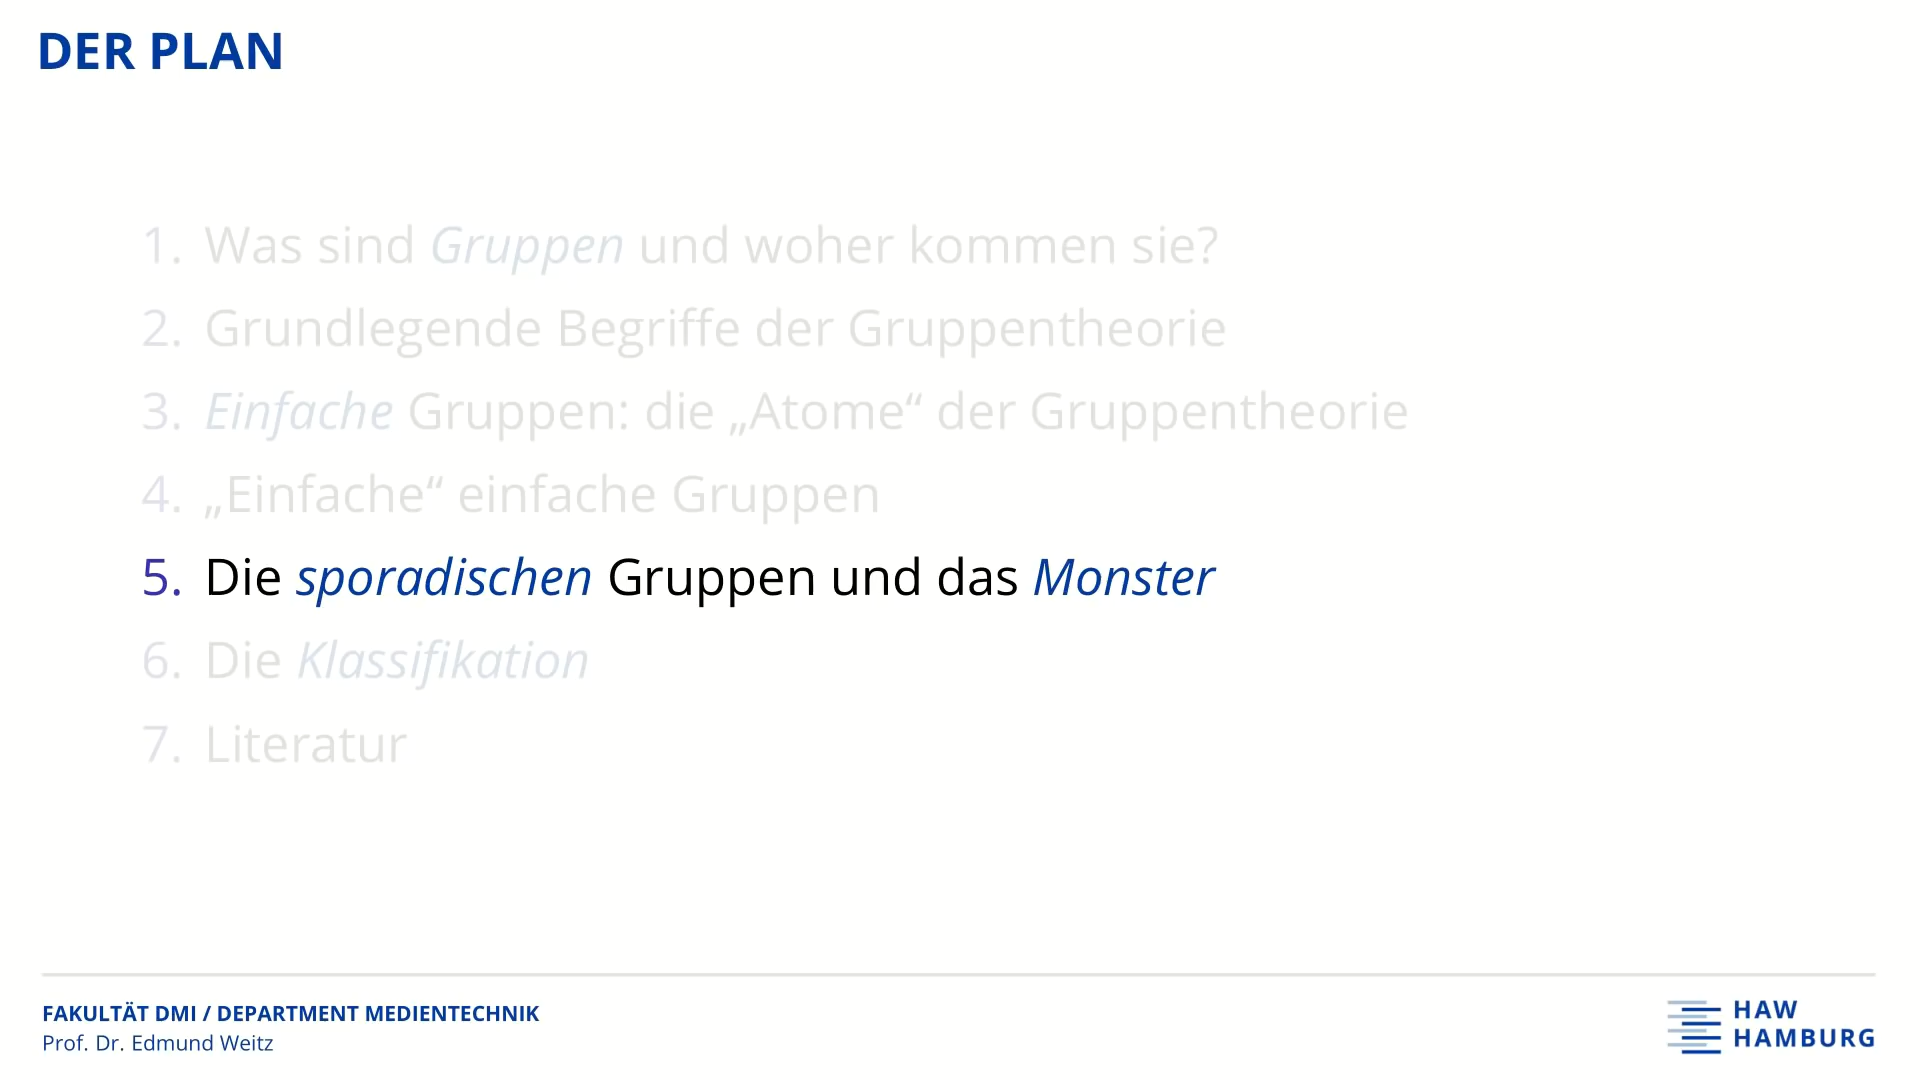 DER PLAN
1. Was sind Gruppen und woher kommen sie?
2. Grundlegende Begriffe der Gruppentheorie
3. Einfache Gruppen: die „Atome“ der Gruppentheorie
4. „Einfache“ einfache Gruppen
5. Die sporadischen Gruppen und das Monster
6. Die Klassifikation
7. Literatur
FAKULTÄT DMI / DEPARTMENT MEDIENTECHNIK
Prof. Dr. Edmund Weitz
HAW
HAMBURG